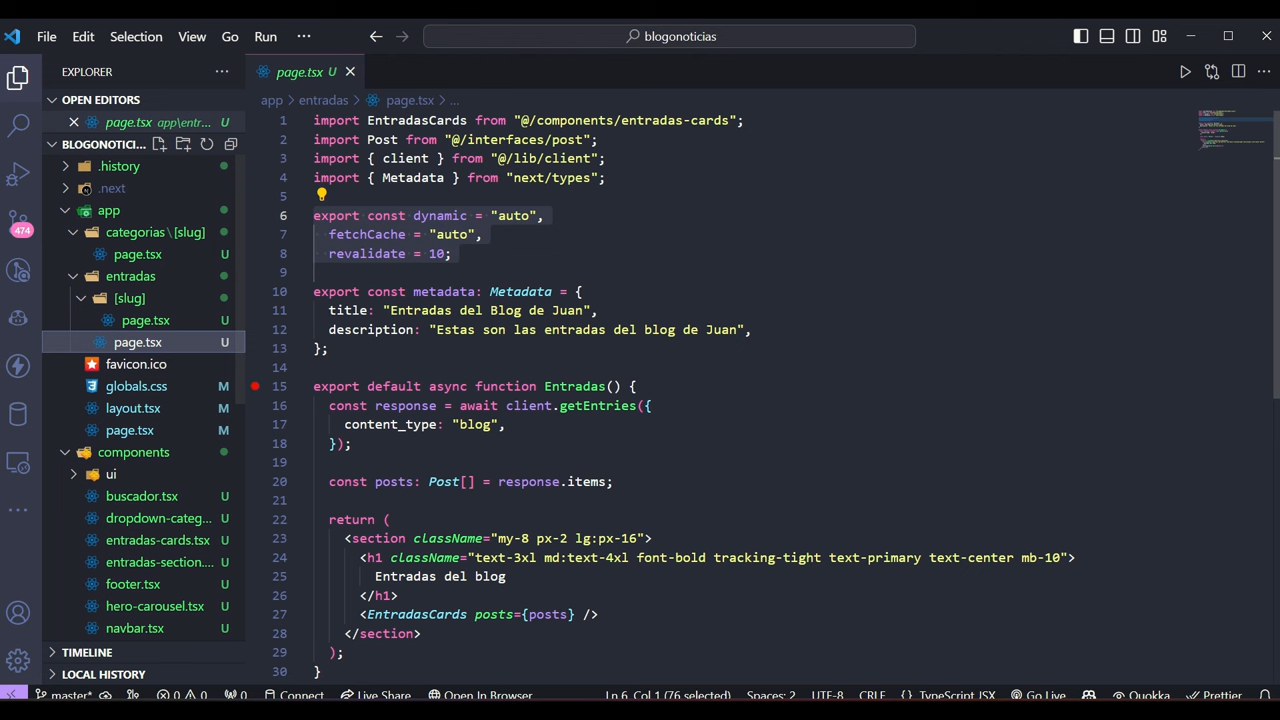 File Edit Selection View Go Run ··· blogonoticias
EXPLORER ···
OPEN EDITORS
page.tsx app\entr... U
BLOGONOTICI...
.history
.next
app
categorias\[slug]
page.tsx U
entradas
[slug]
page.tsx U
page.tsx U
favicon.ico
globals.css M
layout.tsx M
page.tsx M
components
ui
buscador.tsx U
dropdown-categ... U
entradas-cards.tsx U
entradas-section.... U
footer.tsx U
hero-carousel.tsx U
navbar.tsx U
TIMELINE
LOCAL HISTORY
474
page.tsx U
app > entradas > page.tsx > ...
1 import EntradasCards from "@/components/entradas-cards";
2 import Post from "@/interfaces/post";
3 import { client } from "@/lib/client";
4 import { Metadata } from "next/types";
5
6 export const dynamic = "auto",
7 fetchCache = "auto",
8 revalidate = 10;
9
10 export const metadata: Metadata = {
11 title: "Entradas del Blog de Juan",
12 description: "Estas son las entradas del blog de Juan",
13 };
14
15 export default async function Entradas() {
16 const response = await client.getEntries({
17 content_type: "blog",
18 });
19
20 const posts: Post[] = response.items;
21
22 return (
23 <section className="my-8 px-2 lg:px-16">
24 <h1 className="text-3xl md:text-4xl font-bold tracking-tight text-primary text-center mb-10">
25 Entradas del blog
26 </h1>
27 <EntradasCards posts={posts} />
28 </section>
29 );
30 }
master* 0 0 0 Connect Live Share Open In Browser Ln 6, Col 1 (76 selected) Spaces: 2 UTF-8 CRLF {} TypeScript JSX Go Live Quokka Prettier